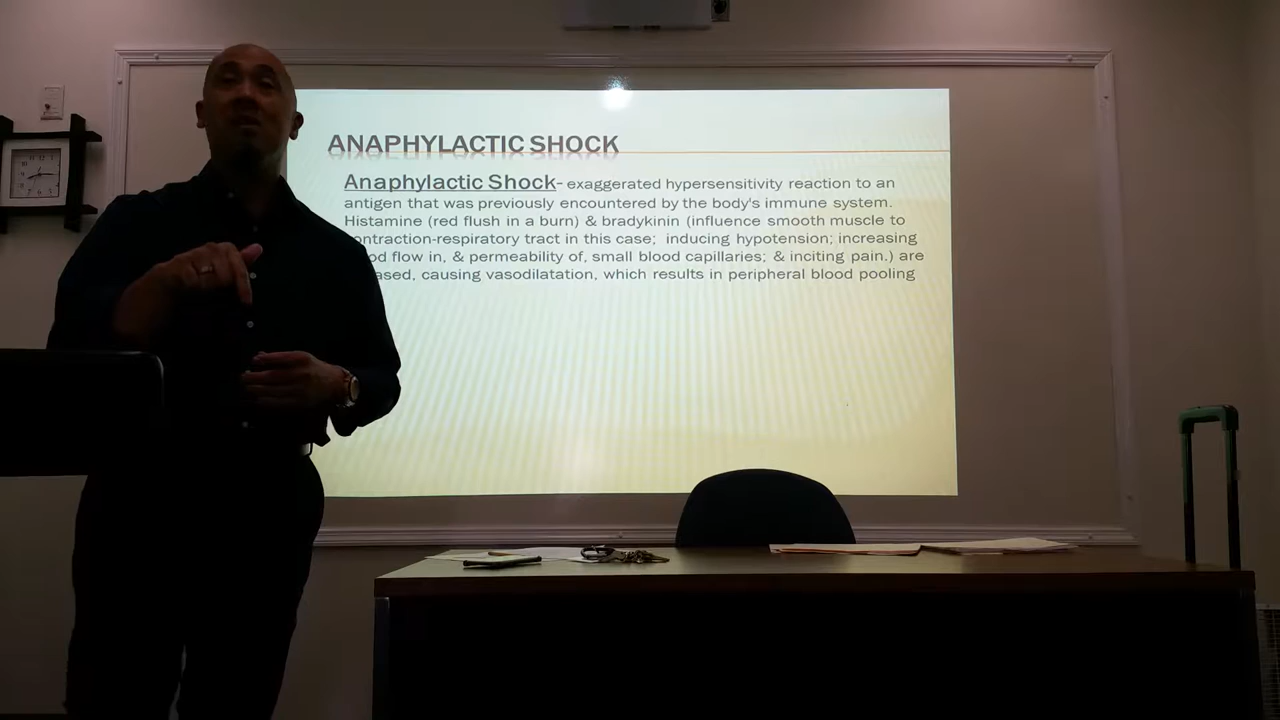 ANAPHYLACTIC SHOCK
Anaphylactic Shock- exaggerated hypersensitivity reaction to an
antigen that was previously encountered by the body's immune system.
Histamine (red flush in a burn) & bradykinin (influence smooth muscle to
ontraction-respiratory tract in this case; inducing hypotension; increasing
od flow in, & permeability of, small blood capillaries; & inciting pain.) are
ased, causing vasodilatation, which results in peripheral blood pooling